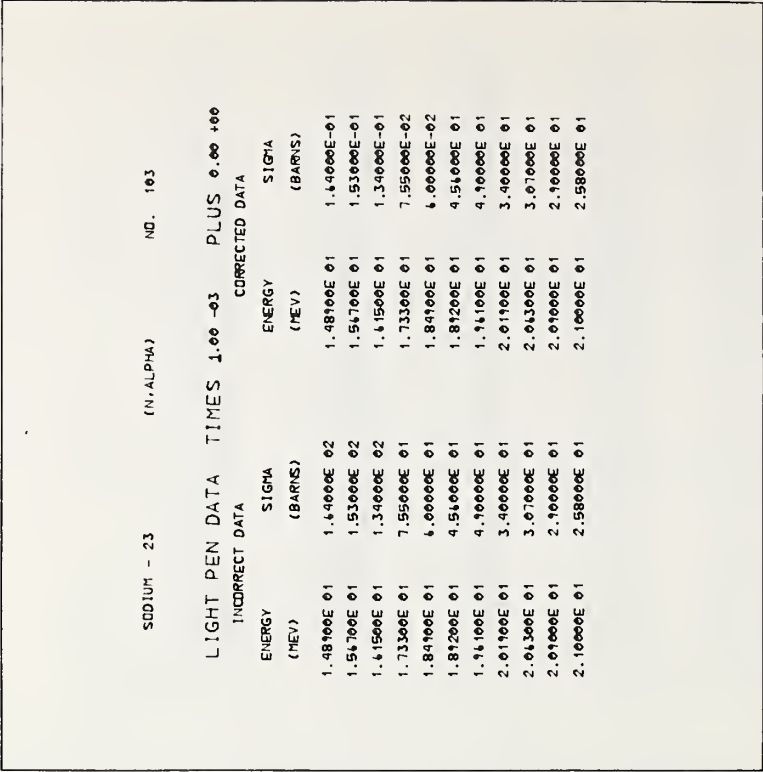 SODIUM - 23 (N,ALPHA) NO. 103
LIGHT PEN DATA TIMES 1.00 -03 PLUS 0.00 +00
INCORRECT DATA CORRECTED DATA
ENERGY SIGMA ENERGY SIGMA
(MEV) (BARNS) (MEV) (BARNS)
1.48900E 01 1.64000E 02 1.48900E 01 1.64000E-01
1.56700E 01 1.53000E 02 1.56700E 01 1.53000E-01
1.61500E 01 1.34000E 02 1.61500E 01 1.34000E-01
1.73300E 01 7.55000E 01 1.73300E 01 7.55000E-02
1.84900E 01 6.00000E 01 1.84900E 01 6.00000E-02
1.89200E 01 4.56000E 01 1.89200E 01 4.56000E 01
1.96100E 01 4.90000E 01 1.96100E 01 4.90000E 01
2.01900E 01 3.40000E 01 2.01900E 01 3.40000E 01
2.06300E 01 3.07000E 01 2.06300E 01 3.07000E 01
2.09000E 01 2.90000E 01 2.09000E 01 2.90000E 01
2.10000E 01 2.58000E 01 2.10000E 01 2.58000E 01